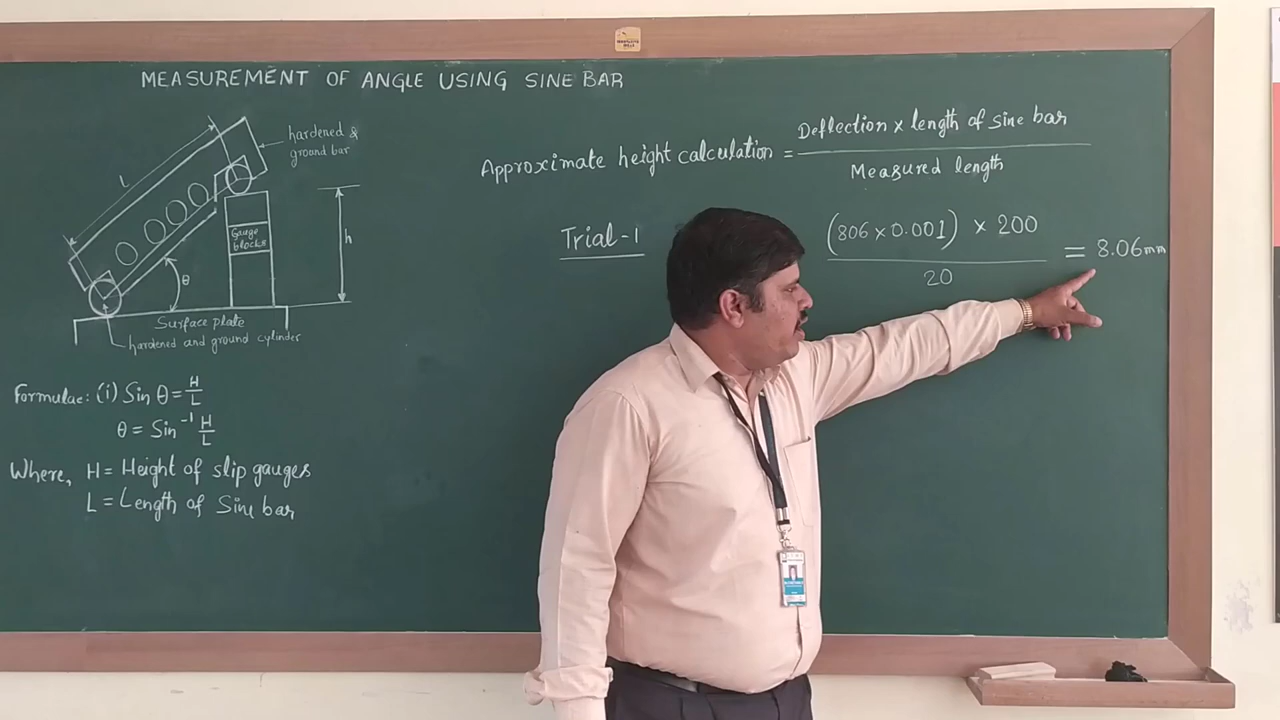 MEASUREMENT OF ANGLE USING SINE BAR
L
hardened &
ground bar
Gauge
blocks
h
θ
Surface plate
hardened and ground cylinder
Formulae: (i) Sin θ = H/L
θ = Sin⁻¹ H/L
Where, H = Height of slip gauges
L = Length of Sine bar
Approximate height calculation = Deflection x length of Sine bar
Measured length
Trial-1
(806 x 0.001) x 200
20
= 8.06mm